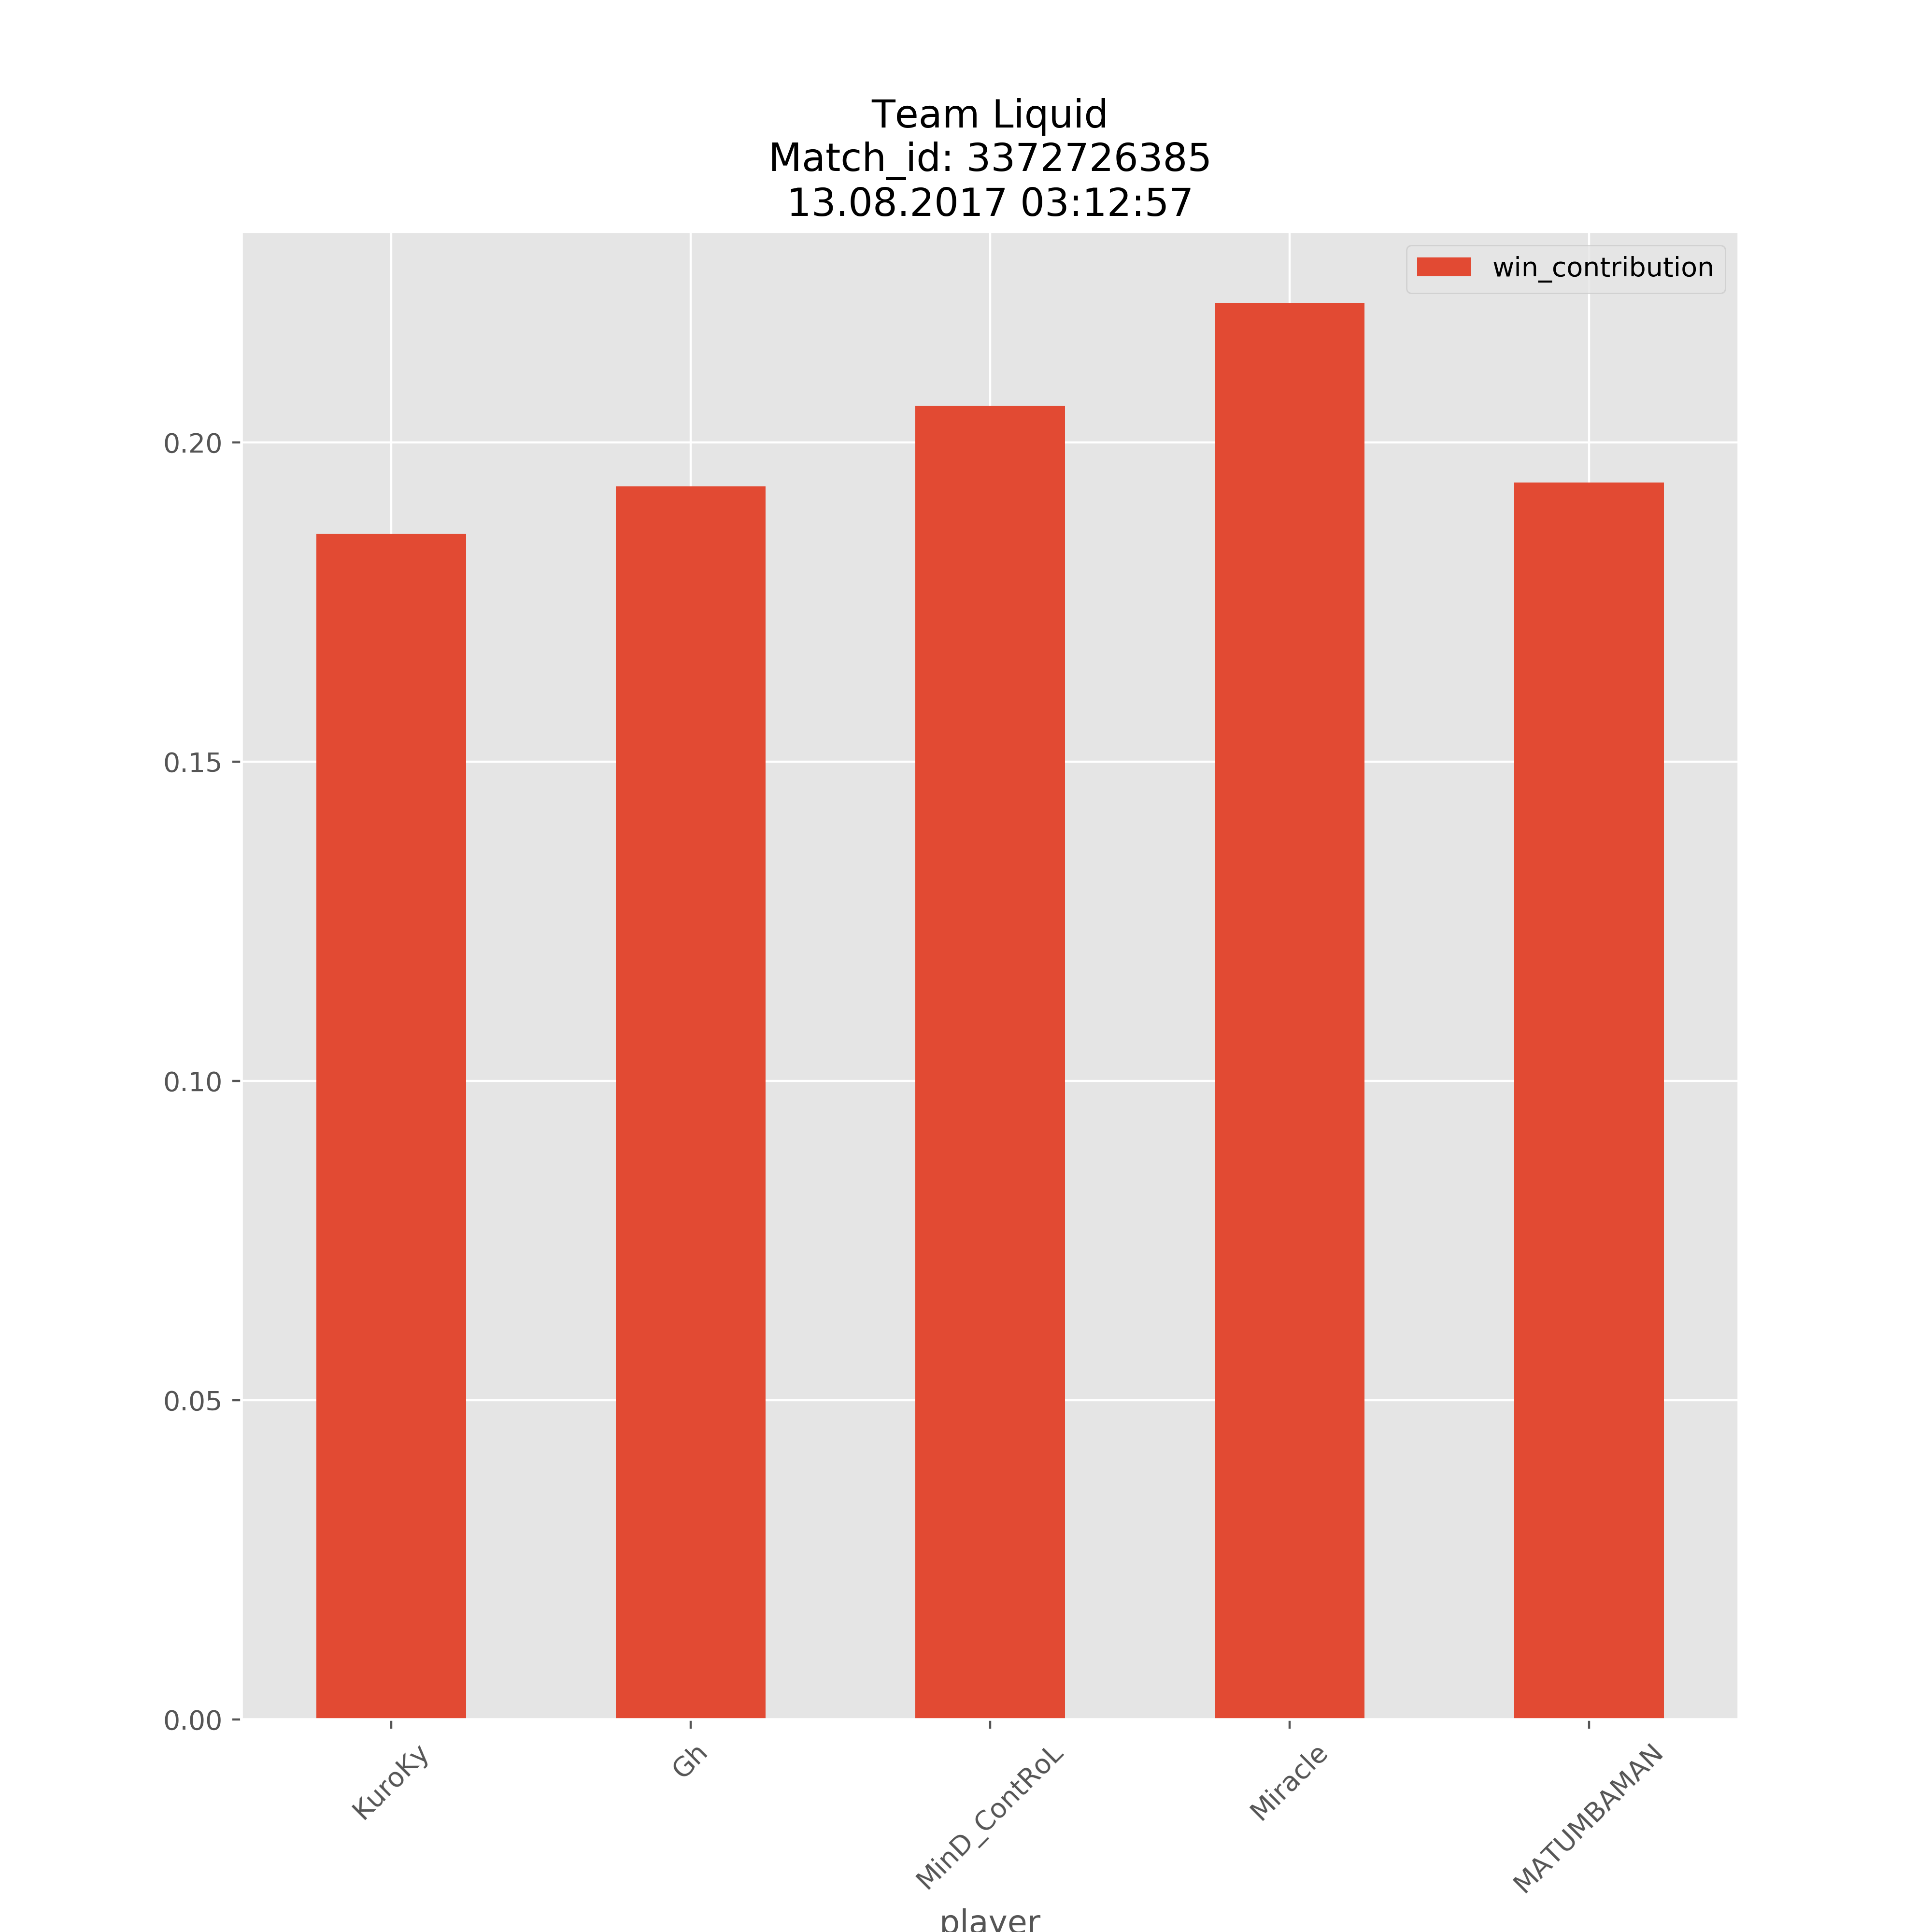 Team Liquid
Match_id: 3372726385
13.08.2017 03:12:57
win_contribution
0.20
0.15
0.10
0.05
0.00
KuroKy
Gh
MinD_ContRoL
Miracle
MATUMBAMAN
player